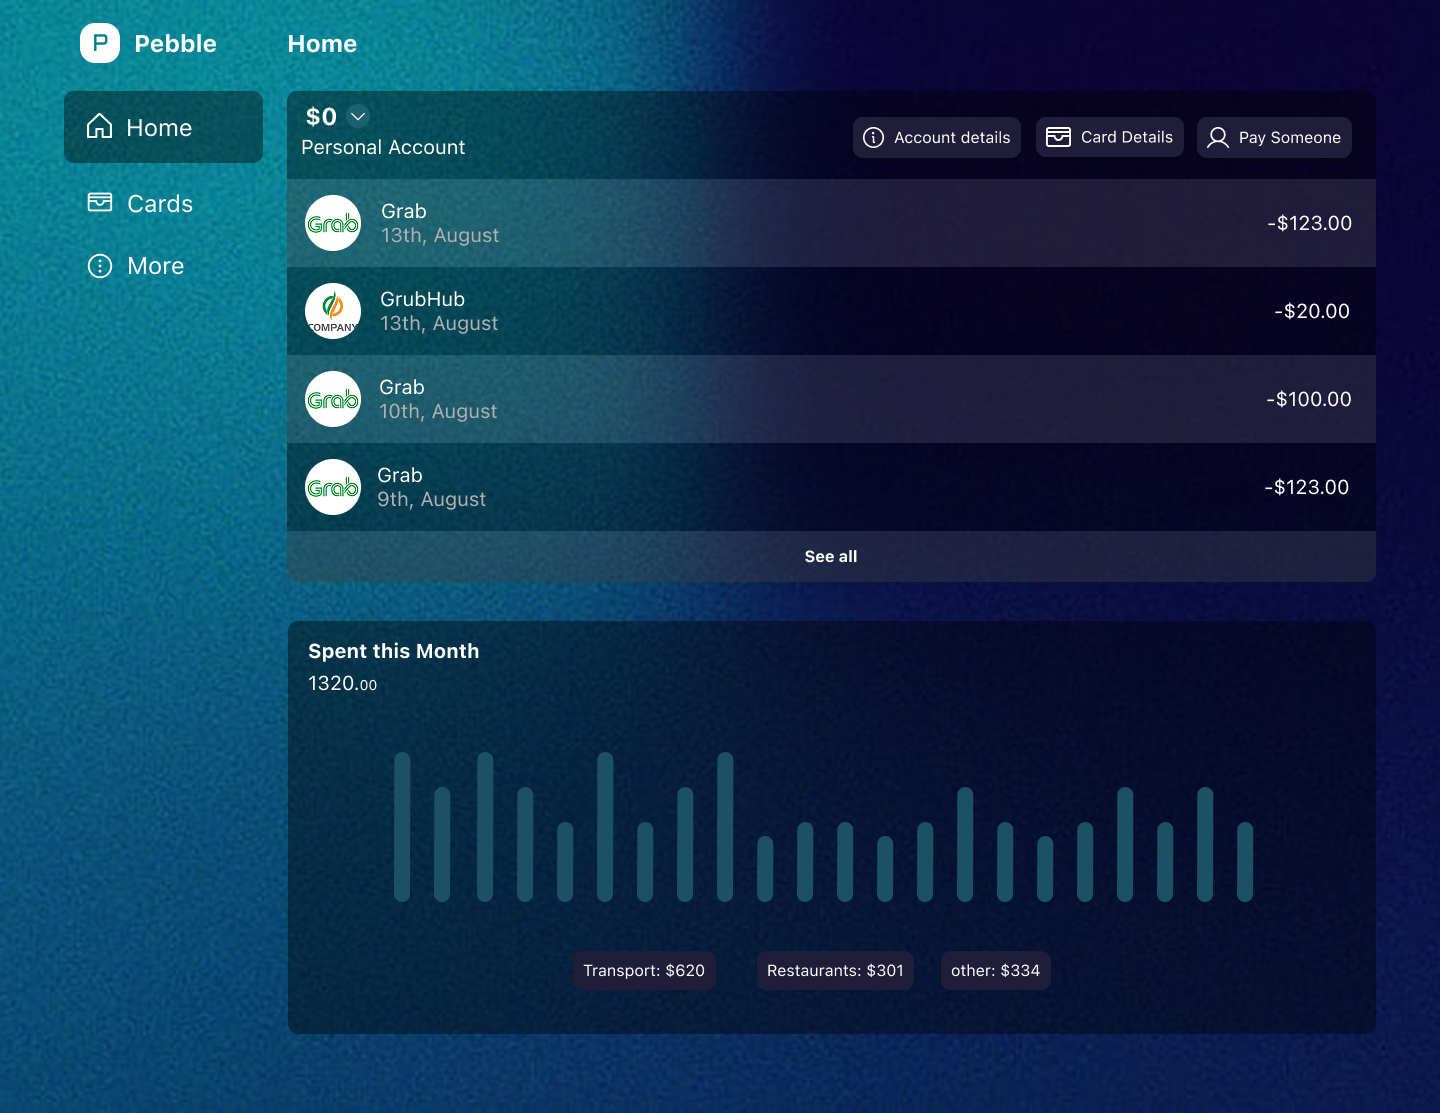 P Pebble
Home
Home
Cards
More
$0
Personal Account
Account details
Card Details
Pay Someone
Grab
Grab
13th, August
-$123.00
COMPANY
GrubHub
13th, August
-$20.00
Grab
Grab
10th, August
-$100.00
Grab
Grab
9th, August
-$123.00
See all
Spent this Month
1320.00
Transport: $620
Restaurants: $301
other: $334